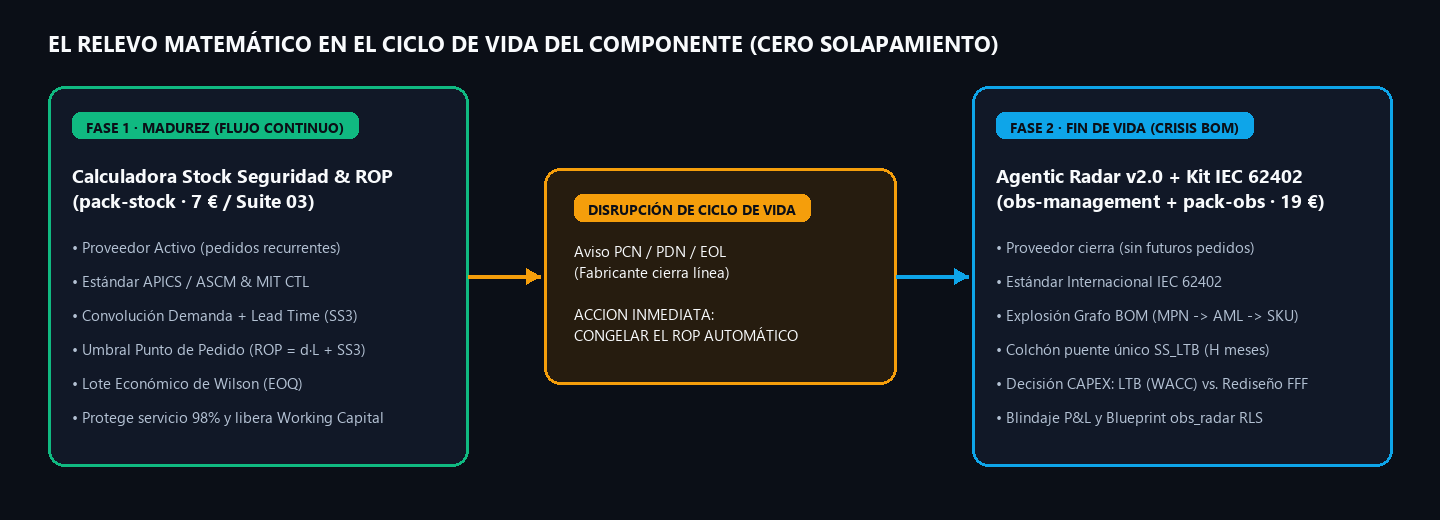 EL RELEVO MATEMÁTICO EN EL CICLO DE VIDA DEL COMPONENTE (CERO SOLAPAMIENTO)
FASE 1 · MADUREZ (FLUJO CONTINUO)
Calculadora Stock Seguridad & ROP
(pack-stock · 7 € / Suite 03)
• Proveedor Activo (pedidos recurrentes)
• Estándar APICS / ASCM & MIT CTL
• Convolución Demanda + Lead Time (SS3)
• Umbral Punto de Pedido (ROP = d·L + SS3)
• Lote Económico de Wilson (EOQ)
• Protege servicio 98% y libera Working Capital
DISRUPCIÓN DE CICLO DE VIDA
Aviso PCN / PDN / EOL
(Fabricante cierra línea)
ACCION INMEDIATA:
CONGELAR EL ROP AUTOMÁTICO
FASE 2 · FIN DE VIDA (CRISIS BOM)
Agentic Radar v2.0 + Kit IEC 62402
(obs-management + pack-obs · 19 €)
• Proveedor cierra (sin futuros pedidos)
• Estándar Internacional IEC 62402
• Explosión Grafo BOM (MPN -> AML -> SKU)
• Colchón puente único SS_LTB (H meses)
• Decisión CAPEX: LTB (WACC) vs. Rediseño FFF
• Blindaje P&L y Blueprint obs_radar RLS